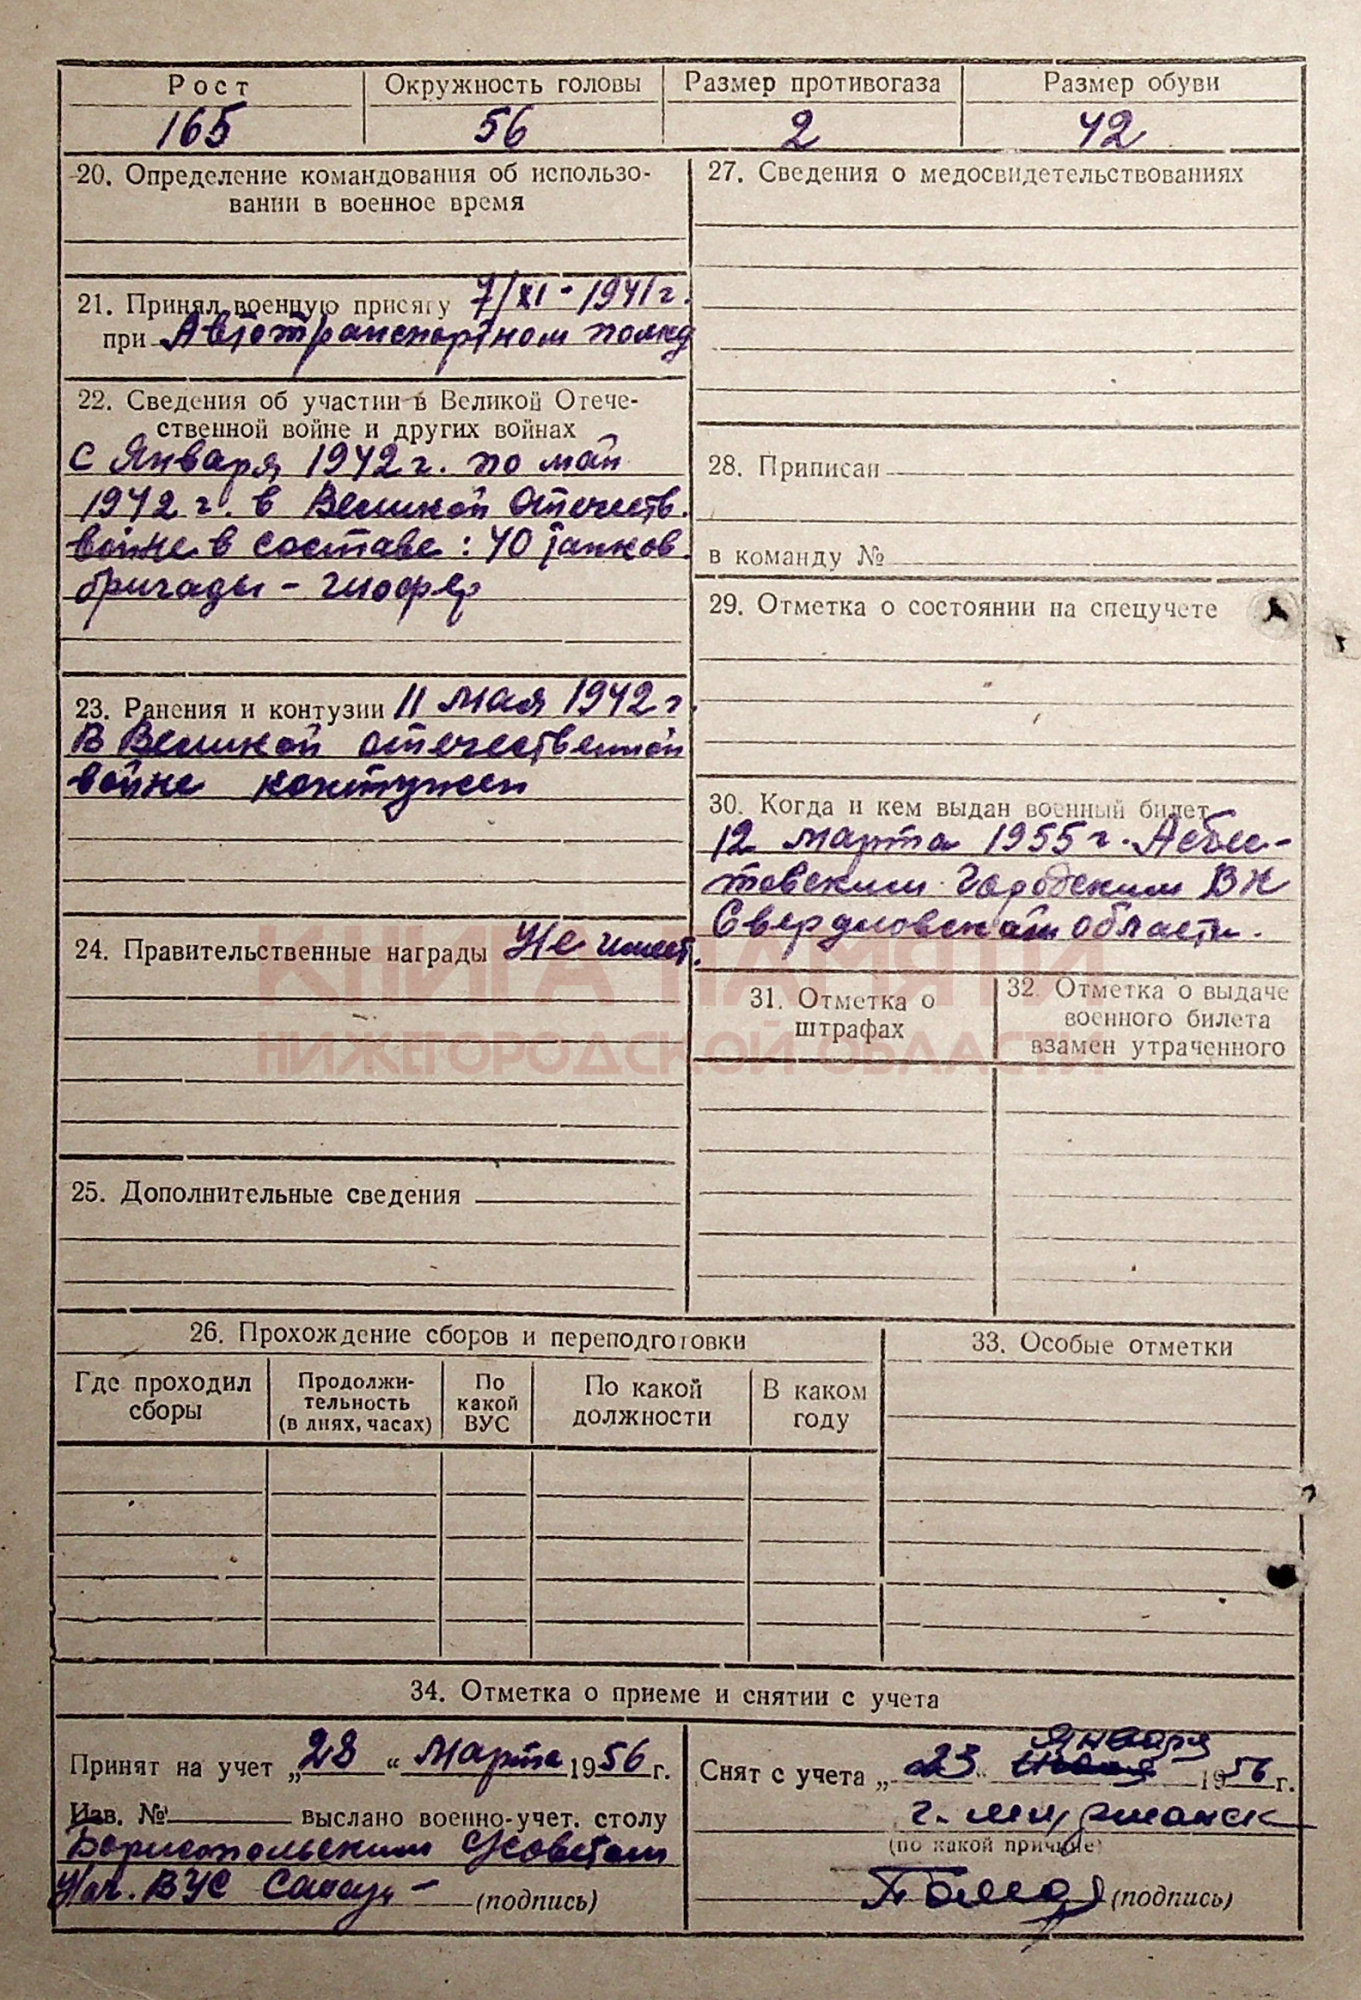 Рост Окружность головы Размер противогаза Размер обуви
165 56 2 42
20. Определение командования об использо-
вании в военное время
21. Принял военную присягу 7/XI - 1941 г.
при Автотранспортном полку
22. Сведения об участии в Великой Отече-
ственной войне и других войнах
с Января 1942 г. по май
1942 г. в Великой Отечеств.
войне в составе: 40 танков.
бригады - шофер
23. Ранения и контузии 11 мая 1942 г.
В Великой отечественной
войне контужен
24. Правительственные награды Не имеет.
25. Дополнительные сведения
27. Сведения о медосвидетельствованиях
28. Приписан
в команду №
29. Отметка о состоянии на спецучете
30. Когда и кем выдан военный билет
12 марта 1955 г. Асбе-
товским Городским ВК
Свердловской области.
31. Отметка о
штрафах
32. Отметка о выдаче
военного билета
взамен утраченного
КНИГА ПАМЯТИ
НИЖЕГОРОДСКОЙ ОБЛАСТИ
26. Прохождение сборов и переподготовки
Где проходил
сборы
Продолжи-
тельность
(в днях, часах)
По
какой
ВУС
По какой
должности
В каком
году
33. Особые отметки
34. Отметка о приеме и снятии с учета
Принят на учет „28“ Марта 1956 г.
Изв. № выслано военно-учет. столу
Нач. ВУС (подпись)
Января
Снят с учета „23“ 1956 г.
г. Мурманск
(по какой причине)
(подпись)